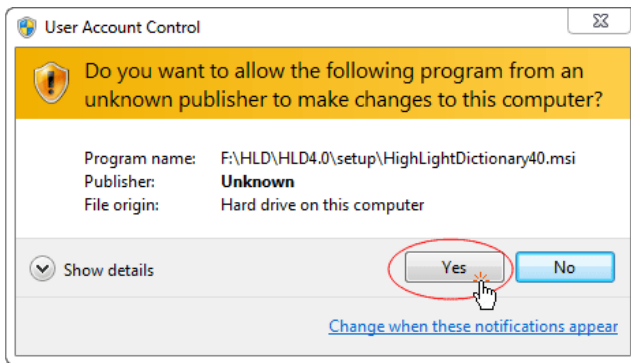 User Account Control
Do you want to allow the following program from an
unknown publisher to make changes to this computer?
Program name: F:\HLD\HLD4.0\setup\HighLightDictionary40.msi
Publisher: Unknown
File origin: Hard drive on this computer
Show details Yes No
Change when these notifications appear